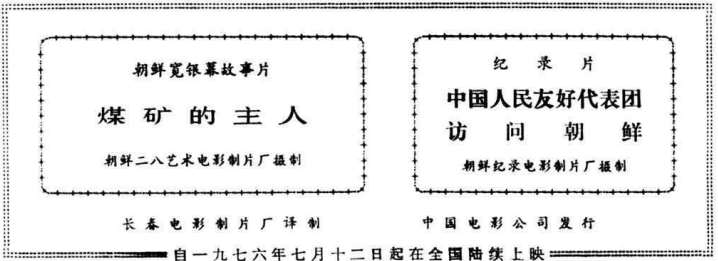 朝鲜宽银幕故事片
煤矿的主人
朝鲜二八艺术电影制片厂摄制
纪录片
中国人民友好代表团
访问朝鲜
朝鲜纪录电影制片厂摄制
长春电影制片厂译制
中国电影公司发行
自一九七六年七月十二日起在全国陆续上映